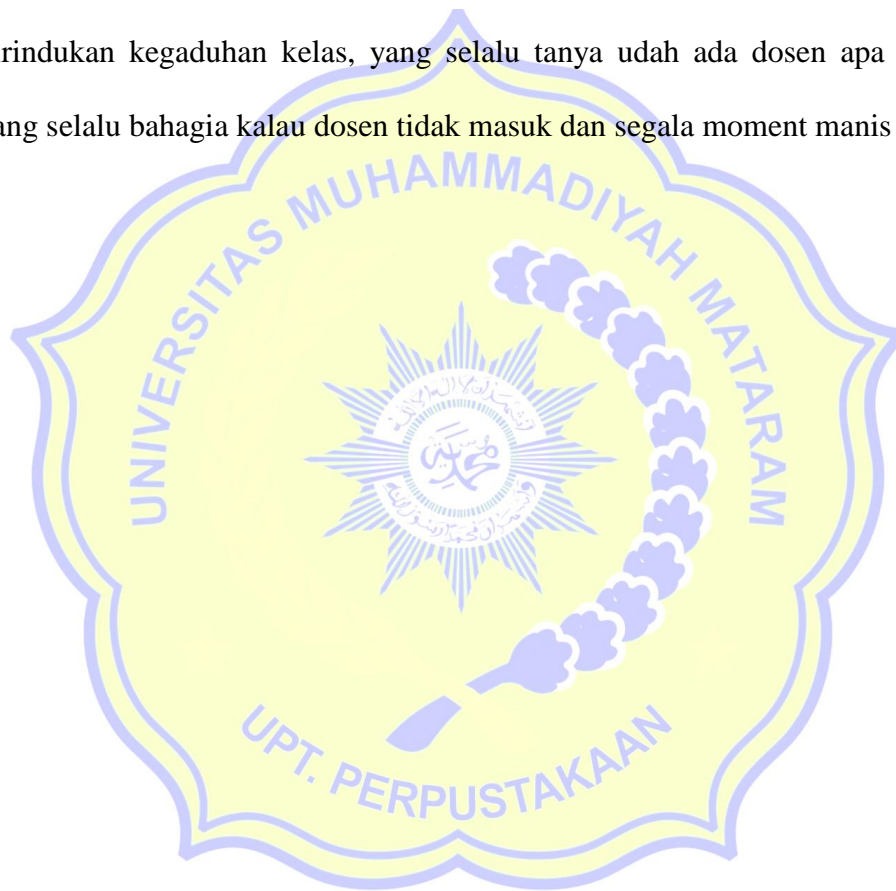 rindukan kegaduhan kelas, yang selalu tanya udah ada dosen apa
ang selalu bahagia kalau dosen tidak masuk dan segala moment manis
UNIVERSITAS MUHAMMADIYAH MATARAM
محمدية
UPT. PERPUSTAKAAN